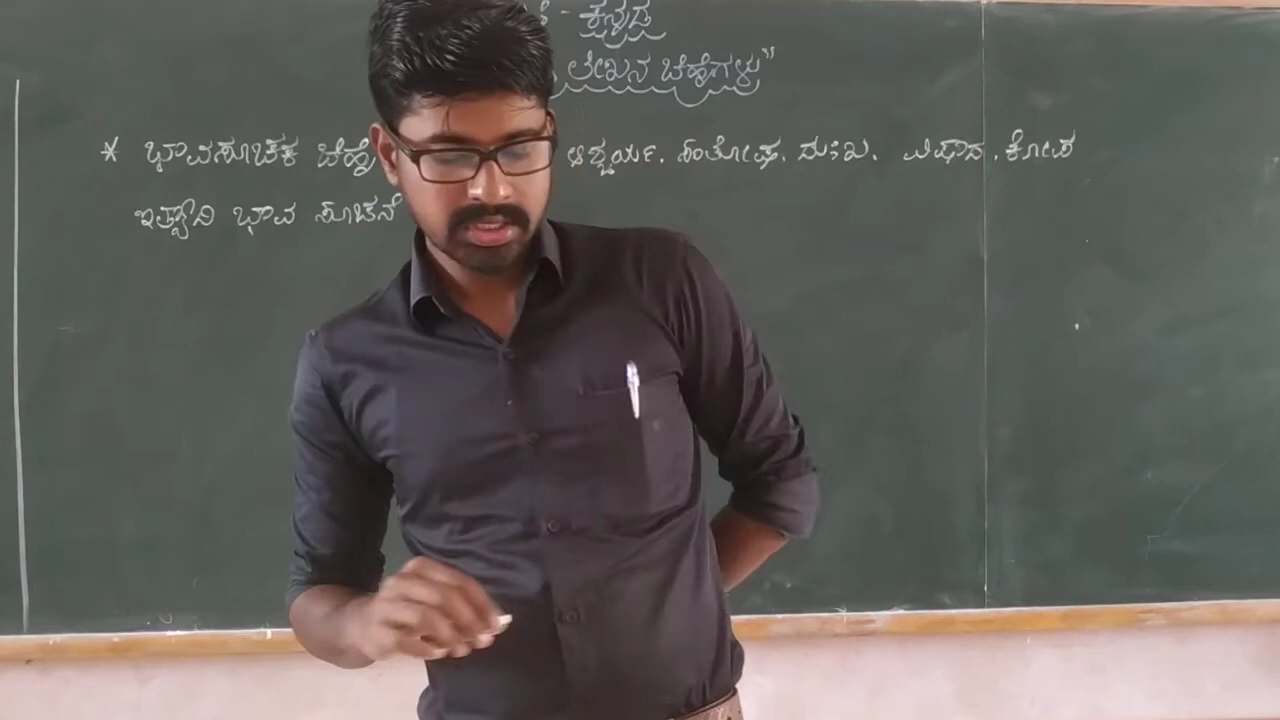 ಕನ್ನಡ
ಲೇಖನ ಚಿಹ್ನೆಗಳು"
* ಭಾವಸೂಚಕ ಚಿಹ್ನೆ ಆಶ್ಚರ್ಯ. ಸಂತೋಷ. ದುಃಖ. ವಿಷಾದ. ಕೋಪ
ಇತ್ಯಾದಿ ಭಾವ ಸೂಚನೆ